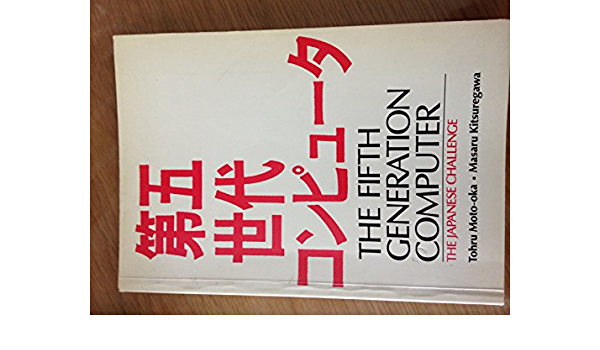 第五
世代
コンピュータ
THE FIFTH
GENERATION
COMPUTER
THE JAPANESE CHALLENGE
Tohru Moto-oka • Masaru Kitsuregawa